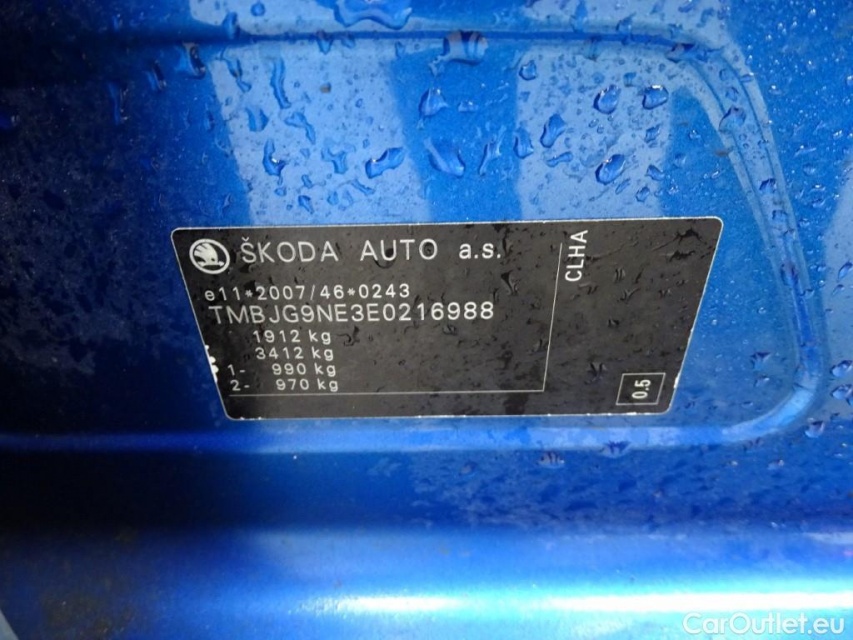 ŠKODA AUTO a.s.
e11*2007/46*0243
TMBJG9NE3E0216988
1912 kg
3412 kg
1- 990 kg
2- 970 kg
CLHA
0.5
CarOutlet.eu